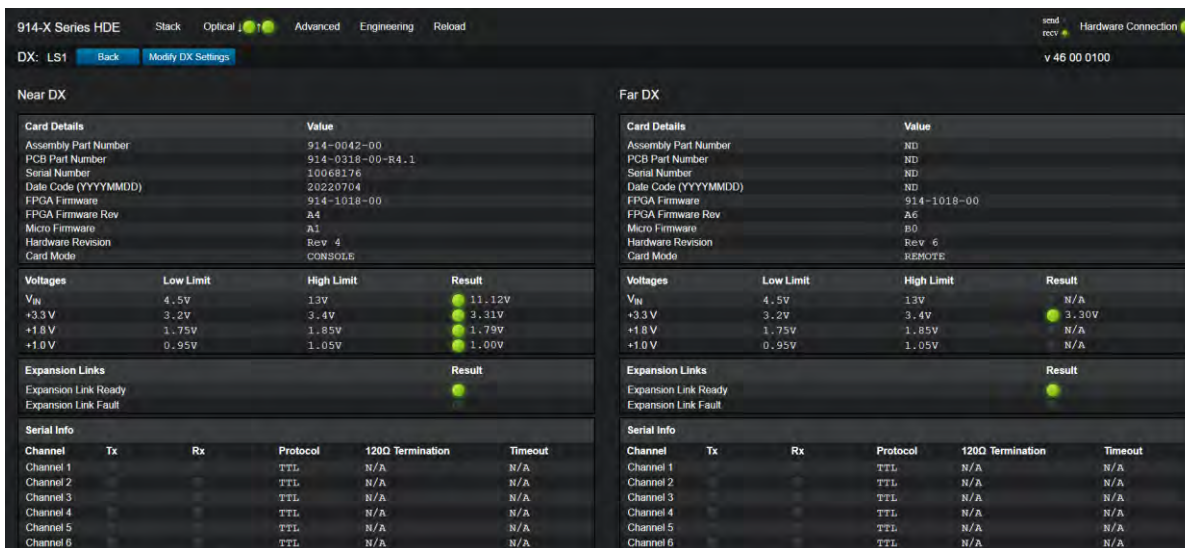 914-X Series HDE Stack Optical ↓ ↑ Advanced Engineering Reload send recv Hardware Connection
DX: LS1 Back Modify DX Settings v 46 00 0100
Near DX
Card Details Value
Assembly Part Number 914-0042-00
PCB Part Number 914-0318-00-R4.1
Serial Number 10068176
Date Code (YYYYMMDD) 20220704
FPGA Firmware 914-1018-00
FPGA Firmware Rev A4
Micro Firmware A1
Hardware Revision Rev 4
Card Mode CONSOLE
Voltages Low Limit High Limit Result
VIN 4.5V 13V 11.12V
+3.3 V 3.2V 3.4V 3.31V
+1.8 V 1.75V 1.85V 1.79V
+1.0 V 0.95V 1.05V 1.00V
Expansion Links Result
Expansion Link Ready
Expansion Link Fault
Serial Info
Channel Tx Rx Protocol 120Ω Termination Timeout
Channel 1 TTL N/A N/A
Channel 2 TTL N/A N/A
Channel 3 TTL N/A N/A
Channel 4 TTL N/A N/A
Channel 5 TTL N/A N/A
Channel 6 TTL N/A N/A
Far DX
Card Details Value
Assembly Part Number ND
PCB Part Number ND
Serial Number ND
Date Code (YYYYMMDD) ND
FPGA Firmware 914-1018-00
FPGA Firmware Rev A6
Micro Firmware B0
Hardware Revision Rev 6
Card Mode REMOTE
Voltages Low Limit High Limit Result
VIN 4.5V 13V N/A
+3.3 V 3.2V 3.4V 3.30V
+1.8 V 1.75V 1.85V N/A
+1.0 V 0.95V 1.05V N/A
Expansion Links Result
Expansion Link Ready
Expansion Link Fault
Serial Info
Channel Tx Rx Protocol 120Ω Termination Timeout
Channel 1 TTL N/A N/A
Channel 2 TTL N/A N/A
Channel 3 TTL N/A N/A
Channel 4 TTL N/A N/A
Channel 5 TTL N/A N/A
Channel 6 TTL N/A N/A